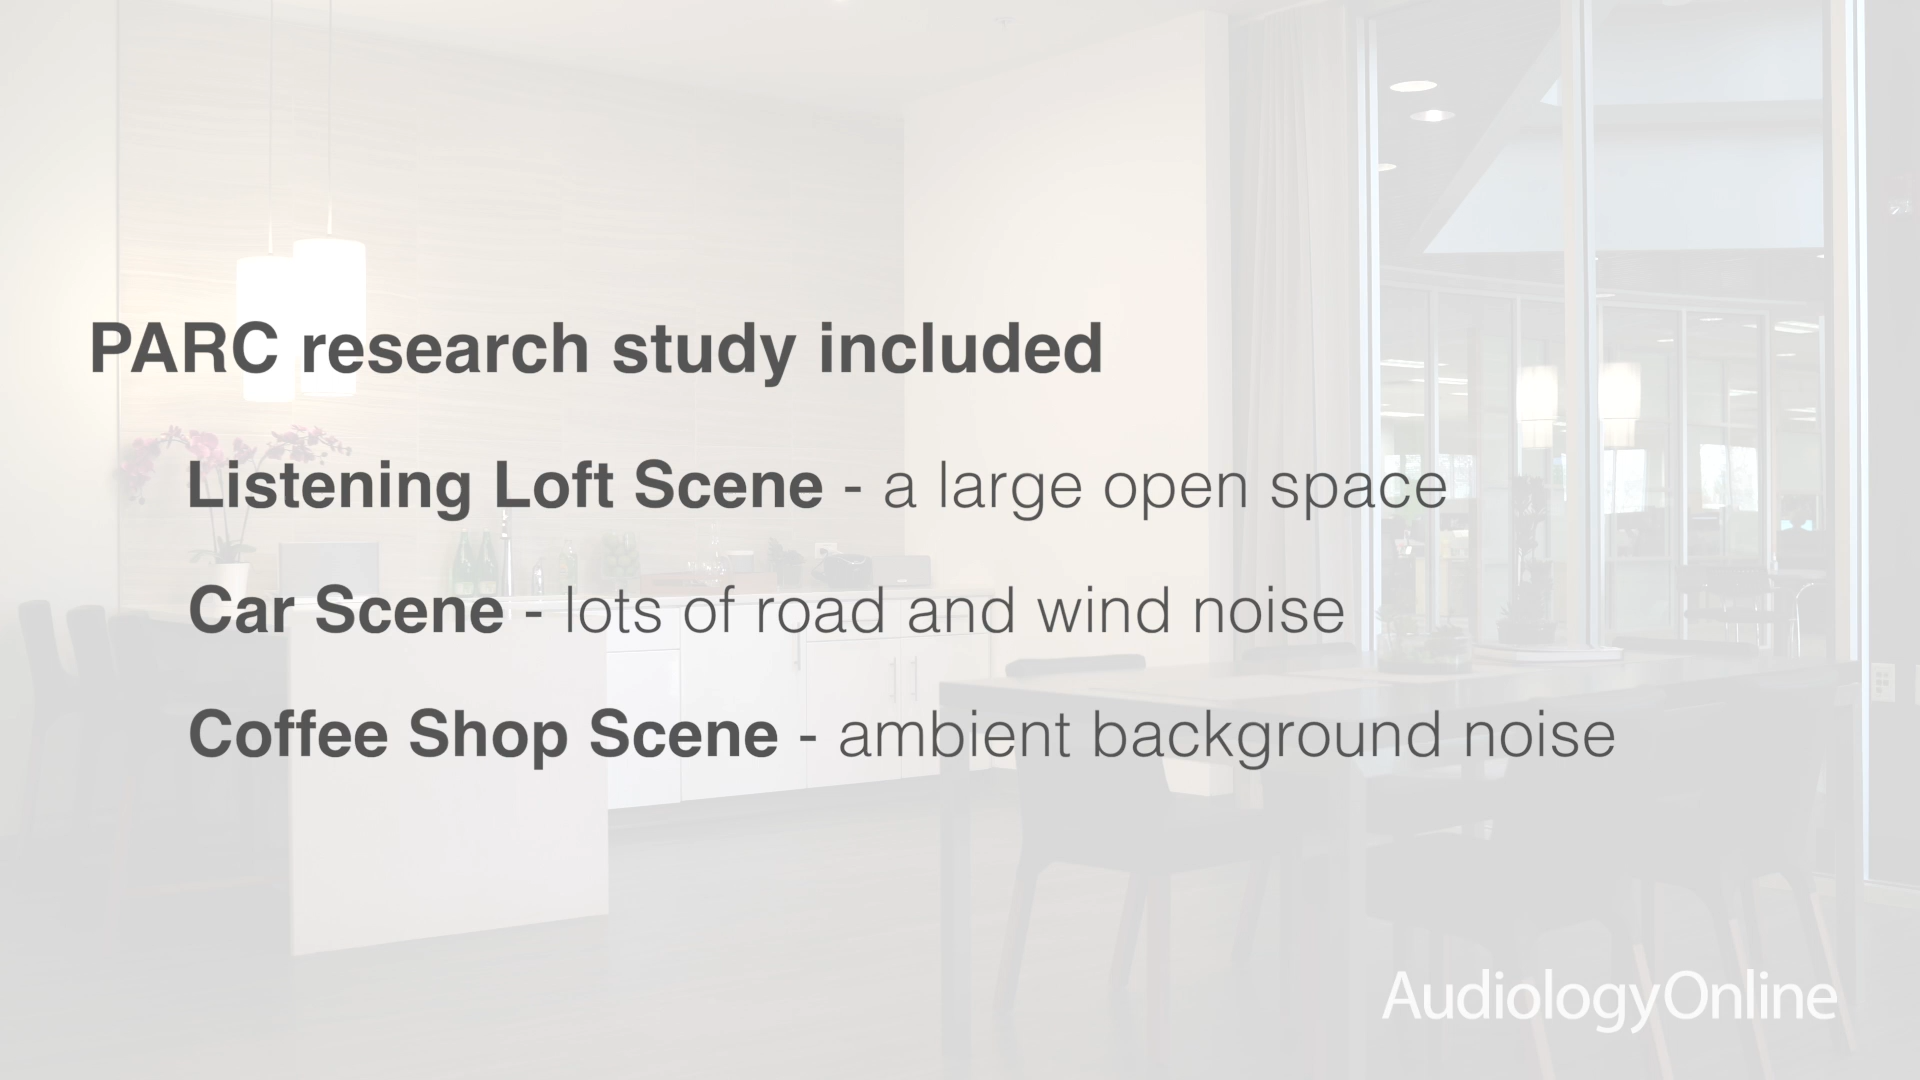 PARC research study included
Listening Loft Scene - a large open space
Car Scene - lots of road and wind noise
Coffee Shop Scene - ambient background noise
AudiologyOnline